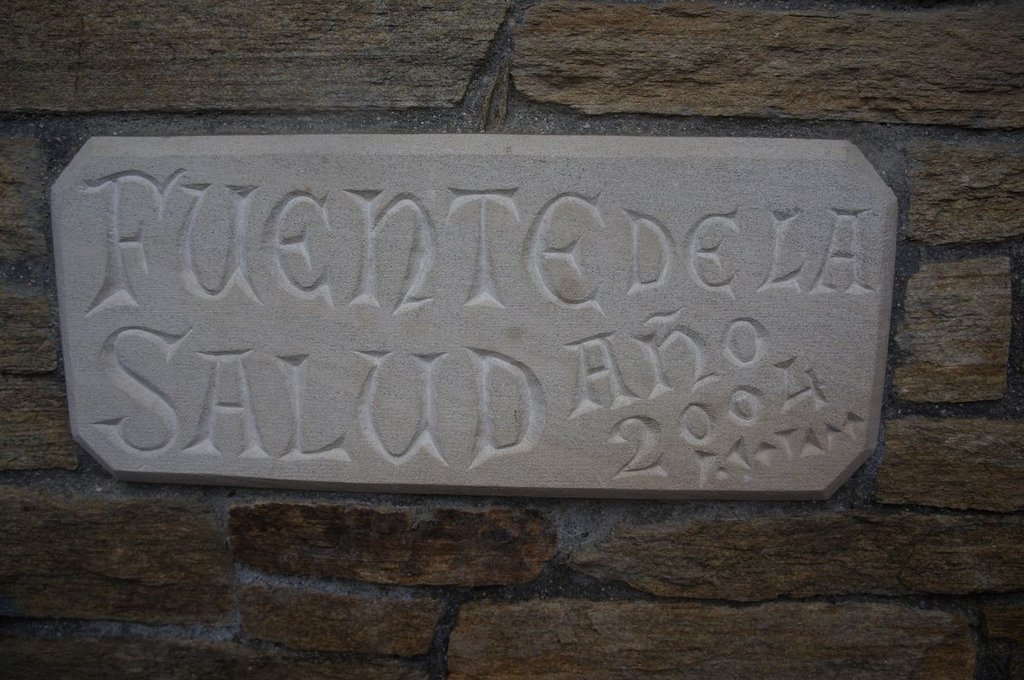 FUENTE DE LA
SALUD AÑO
2004